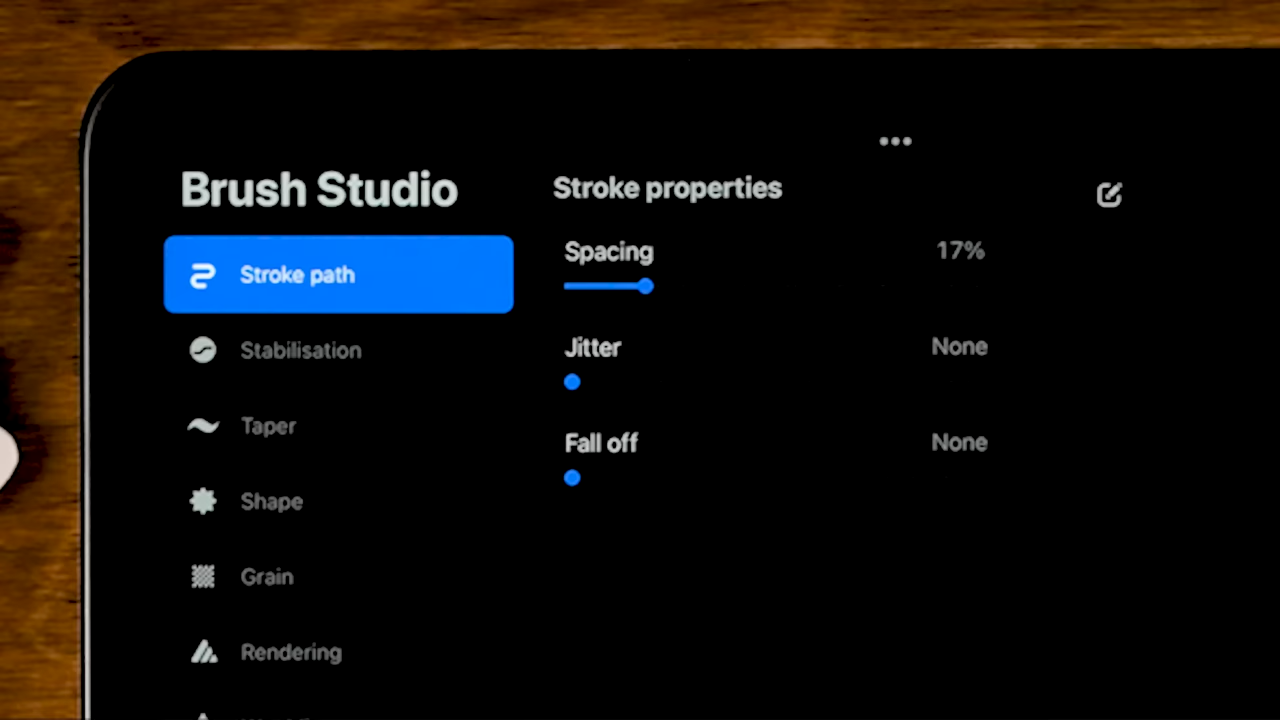 Brush Studio
Stroke path
Stabilisation
Taper
Shape
Grain
Rendering
Stroke properties
Spacing 17%
Jitter None
Fall off None